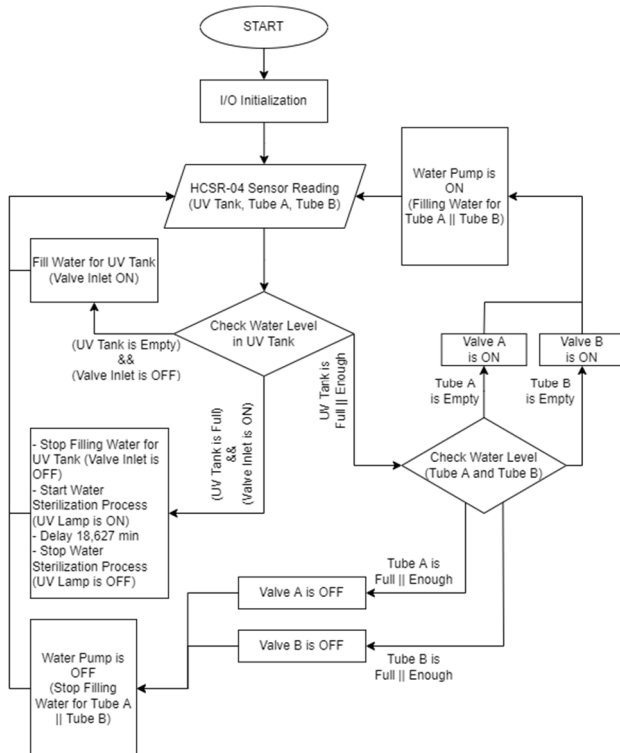 START
I/O Initialization
HCSR-04 Sensor Reading
(UV Tank, Tube A, Tube B)
Water Pump is
ON
(Filling Water for
Tube A || Tube B)
Fill Water for UV Tank
(Valve Inlet ON)
Check Water Level
in UV Tank
(UV Tank is Empty)
&&
(Valve Inlet is OFF)
UV Tank is
Full || Enough
Valve A
is ON
Valve B
is ON
Tube A
is Empty
Tube B
is Empty
(UV Tank is Full)
&&
(Valve Inlet is ON)
Check Water Level
(Tube A and Tube B)
- Stop Filling Water for
UV Tank (Valve Inlet is
OFF)
- Start Water
Sterilization Process
(UV Lamp is ON)
- Delay 18,627 min
- Stop Water
Sterilization Process
(UV Lamp is OFF)
Tube A is
Full || Enough
Valve A is OFF
Valve B is OFF
Tube B is
Full || Enough
Water Pump is
OFF
(Stop Filling
Water for Tube A
|| Tube B)